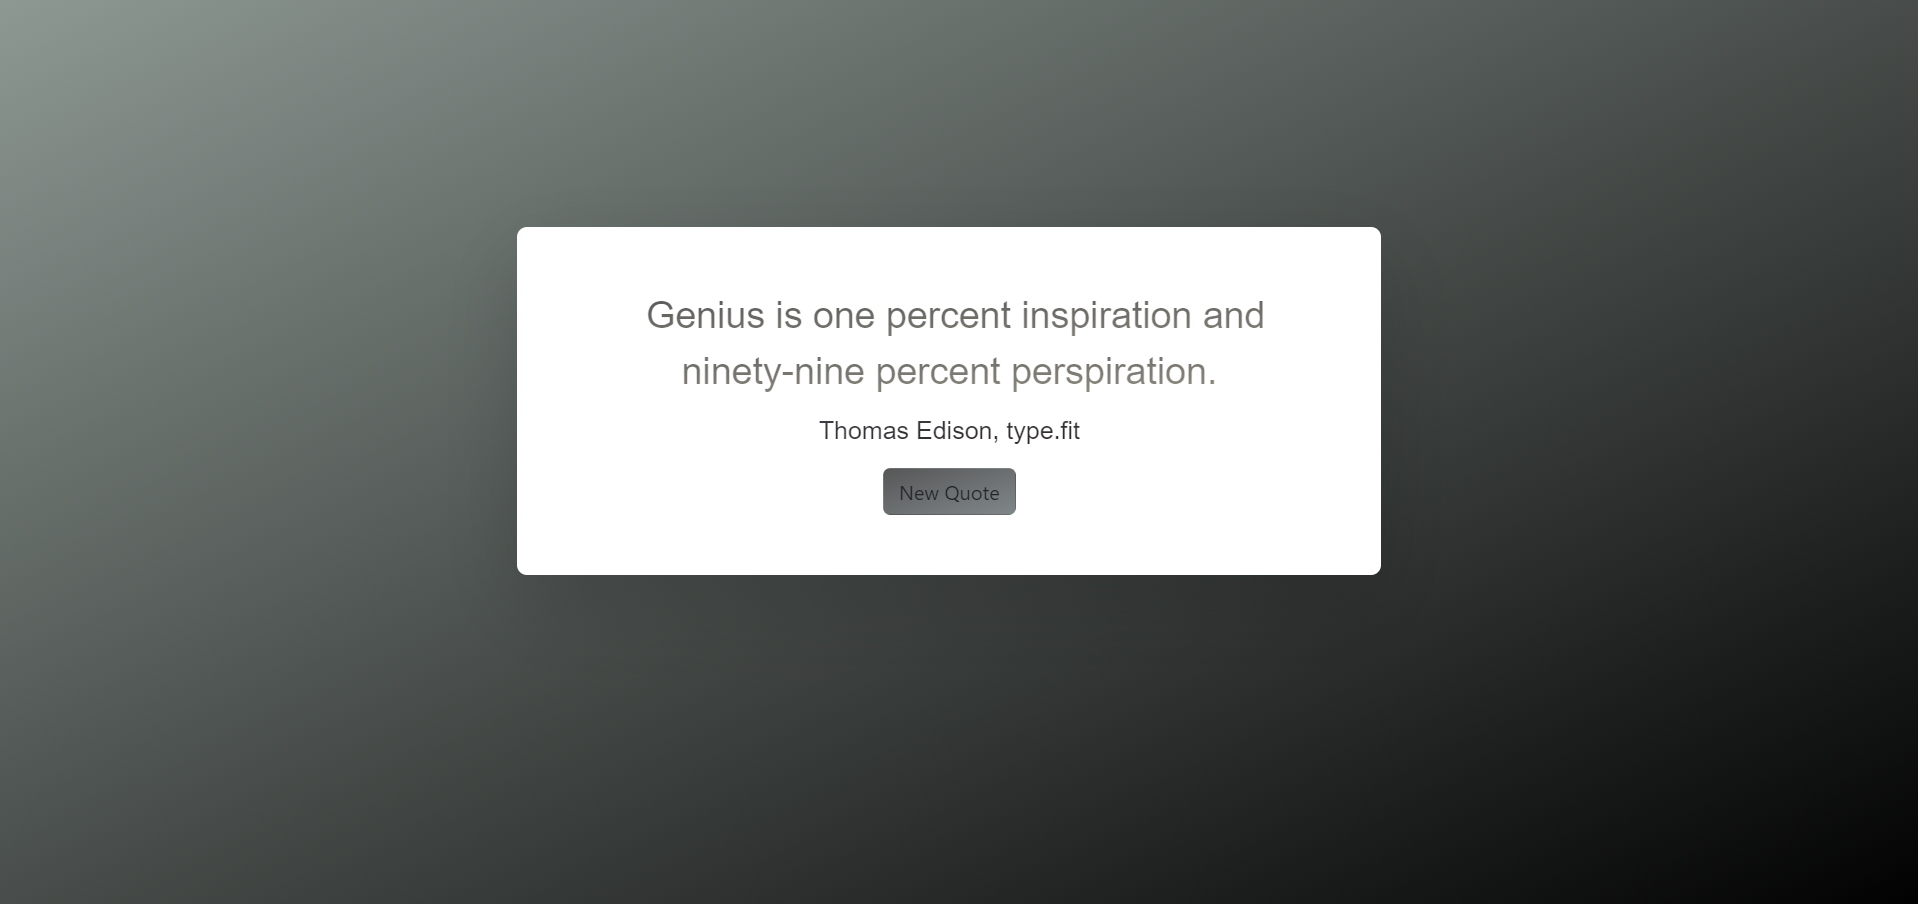 Genius is one percent inspiration and
ninety-nine percent perspiration.
Thomas Edison, type.fit
New Quote